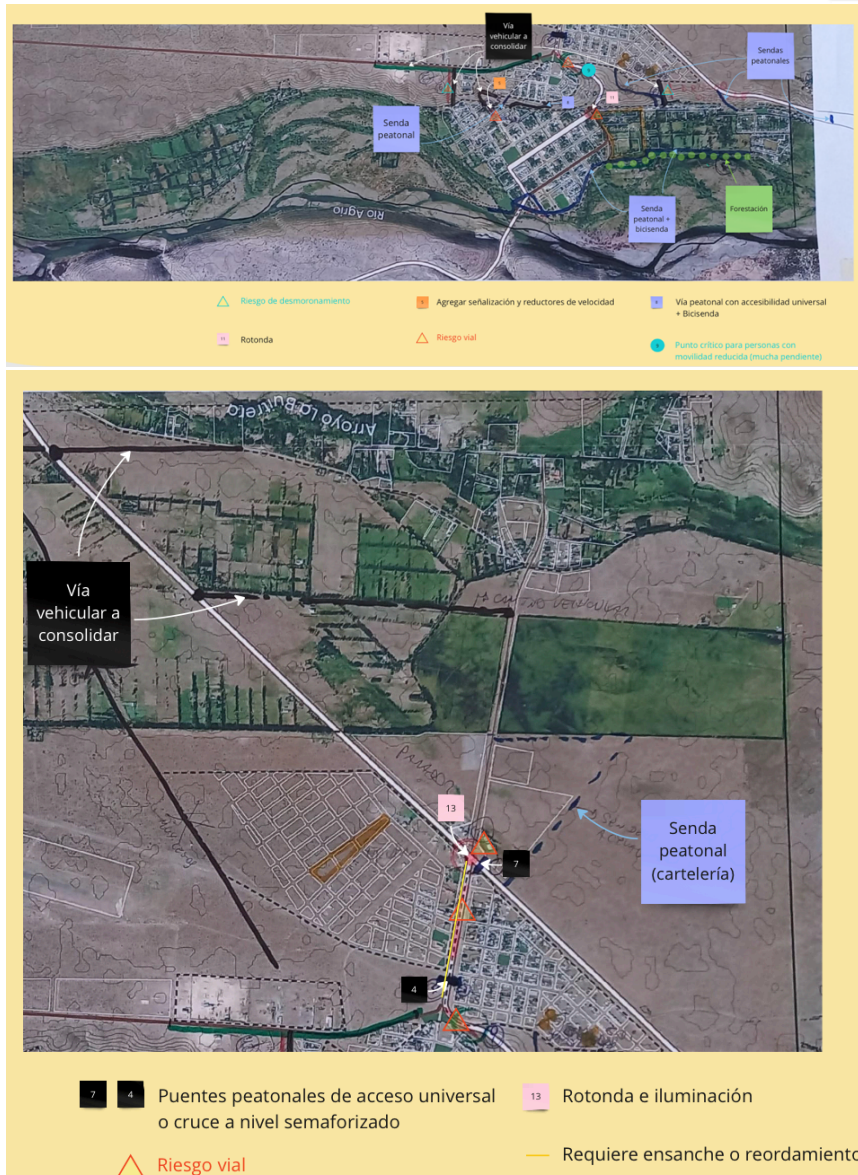 Vía
vehicular a
consolidar
Sendas
peatonales
Senda
peatonal
11
Senda
peatonal +
bicisenda
Forestación
Rio Agrio
Riesgo de desmoronamiento
Agregar señalización y reductores de velocidad
Vía peatonal con accesibilidad universal
+ Bicisenda
11
Rotonda
Riesgo vial
Punto crítico para personas con
movilidad reducida (mucha pendiente)
Arroyo La Buitrera
Vía
vehicular a
consolidar
13
7
Senda
peatonal
(cartelería)
4
7
4
Puentes peatonales de acceso universal
o cruce a nivel semaforizado
13
Rotonda e iluminación
Riesgo vial
Requiere ensanche o reordamiento